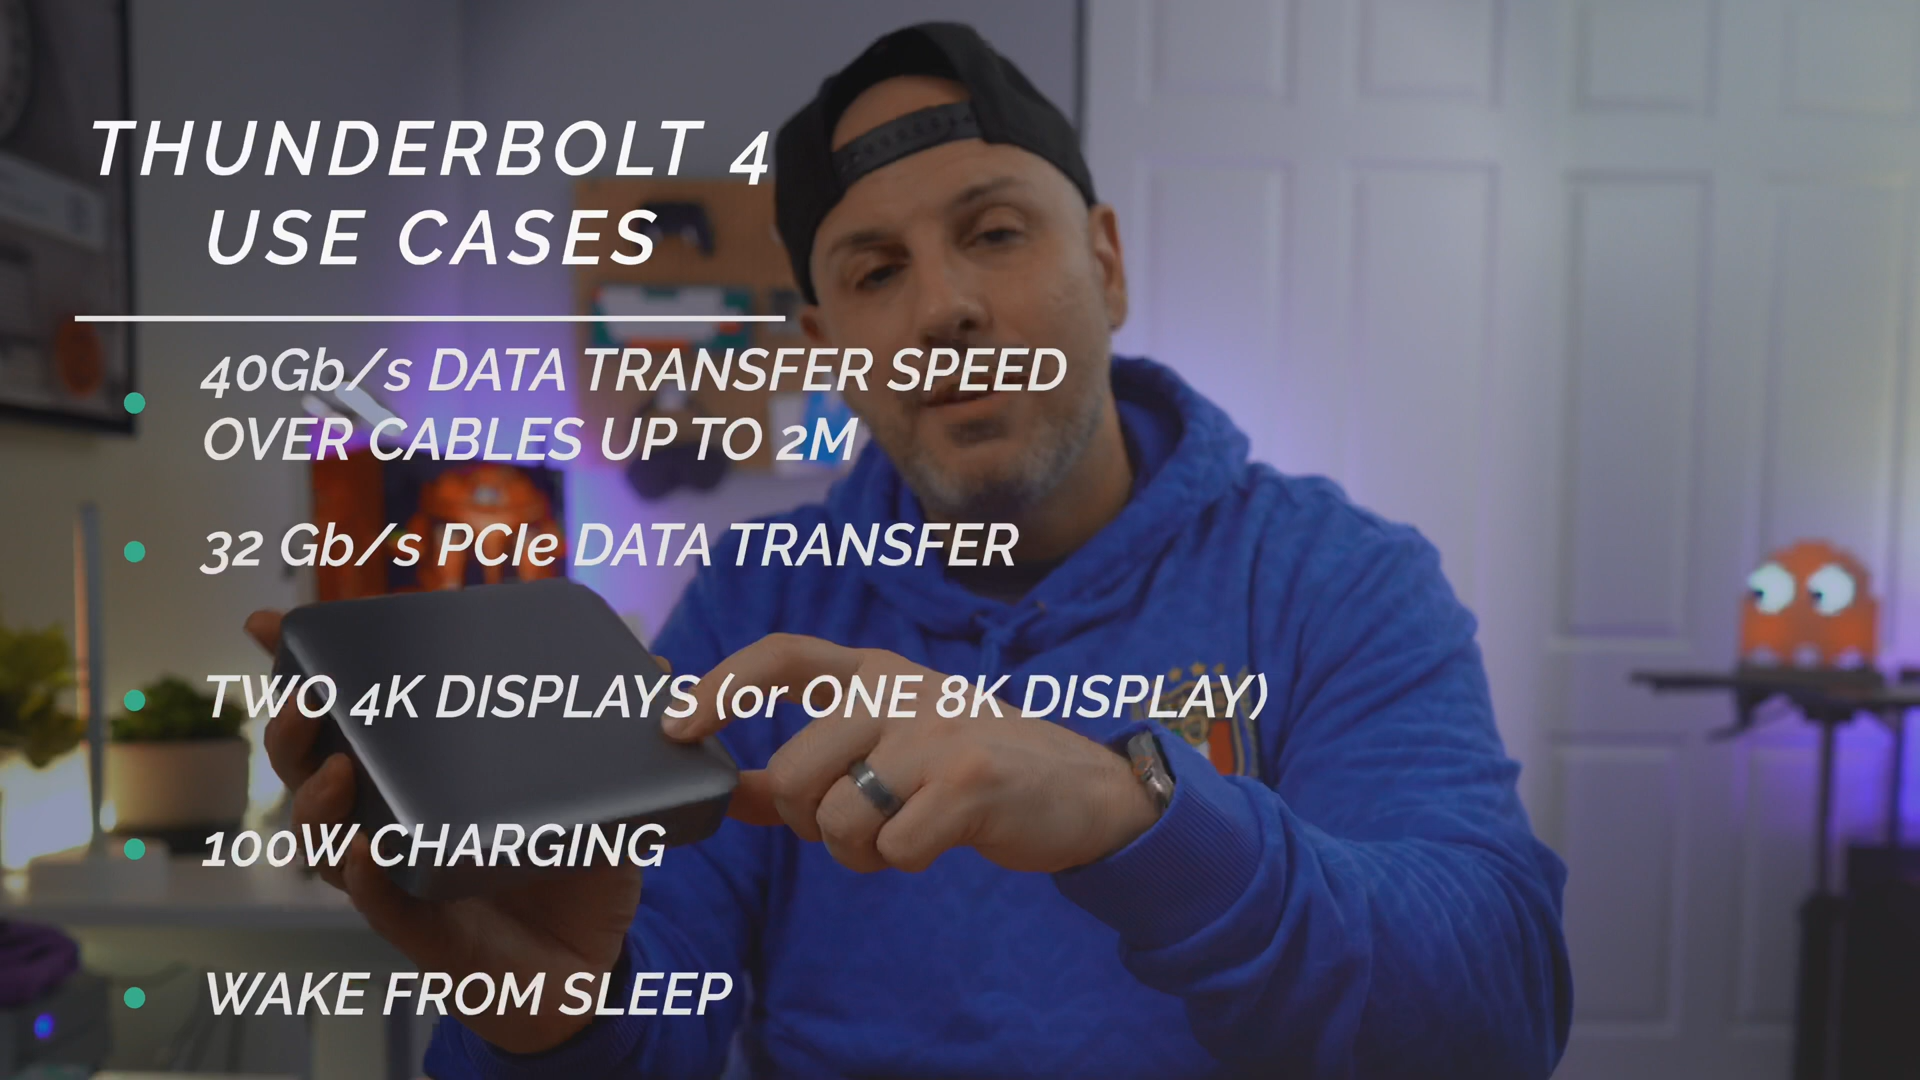 THUNDERBOLT 4
USE CASES
40Gb/s DATA TRANSFER SPEED
OVER CABLES UP TO 2M
32 Gb/s PCIe DATA TRANSFER
TWO 4K DISPLAYS (or ONE 8K DISPLAY)
100W CHARGING
WAKE FROM SLEEP